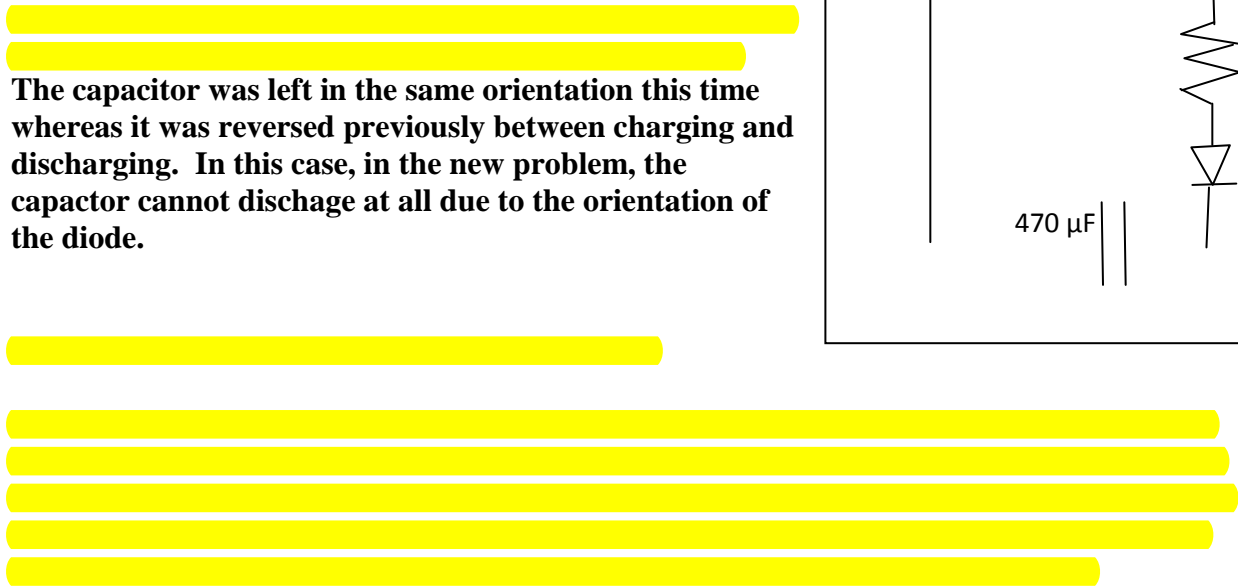 The capacitor was left in the same orientation this time
whereas it was reversed previously between charging and
discharging.  In this case, in the new problem, the
capactor cannot dischage at all due to the orientation of
the diode.
470 µF